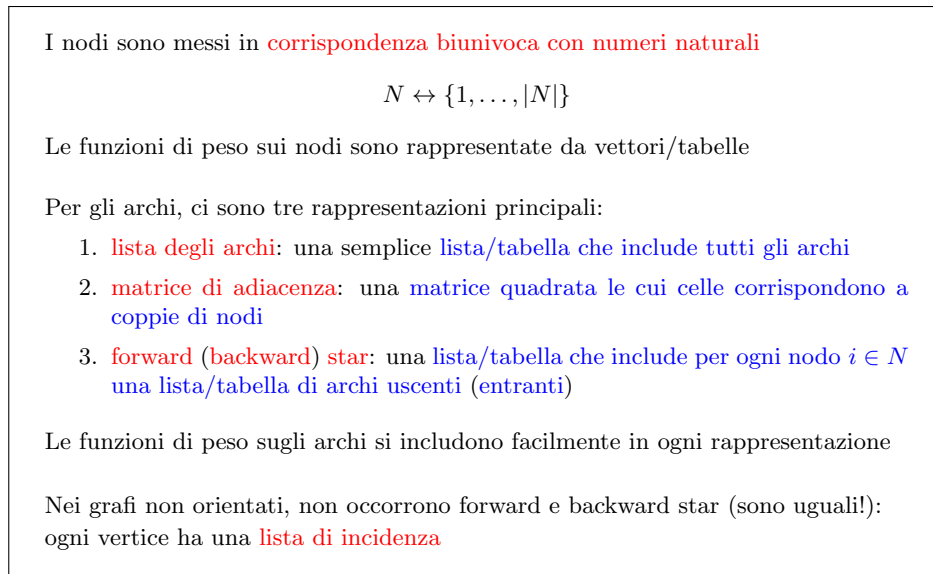 I nodi sono messi in corrispondenza biunivoca con numeri naturali
N ↔ {1, . . . , |N|}
Le funzioni di peso sui nodi sono rappresentate da vettori/tabelle
Per gli archi, ci sono tre rappresentazioni principali:
1. lista degli archi: una semplice lista/tabella che include tutti gli archi
2. matrice di adiacenza: una matrice quadrata le cui celle corrispondono a
coppie di nodi
3. forward (backward) star: una lista/tabella che include per ogni nodo i ∈ N
una lista/tabella di archi uscenti (entranti)
Le funzioni di peso sugli archi si includono facilmente in ogni rappresentazione
Nei grafi non orientati, non occorrono forward e backward star (sono uguali!):
ogni vertice ha una lista di incidenza